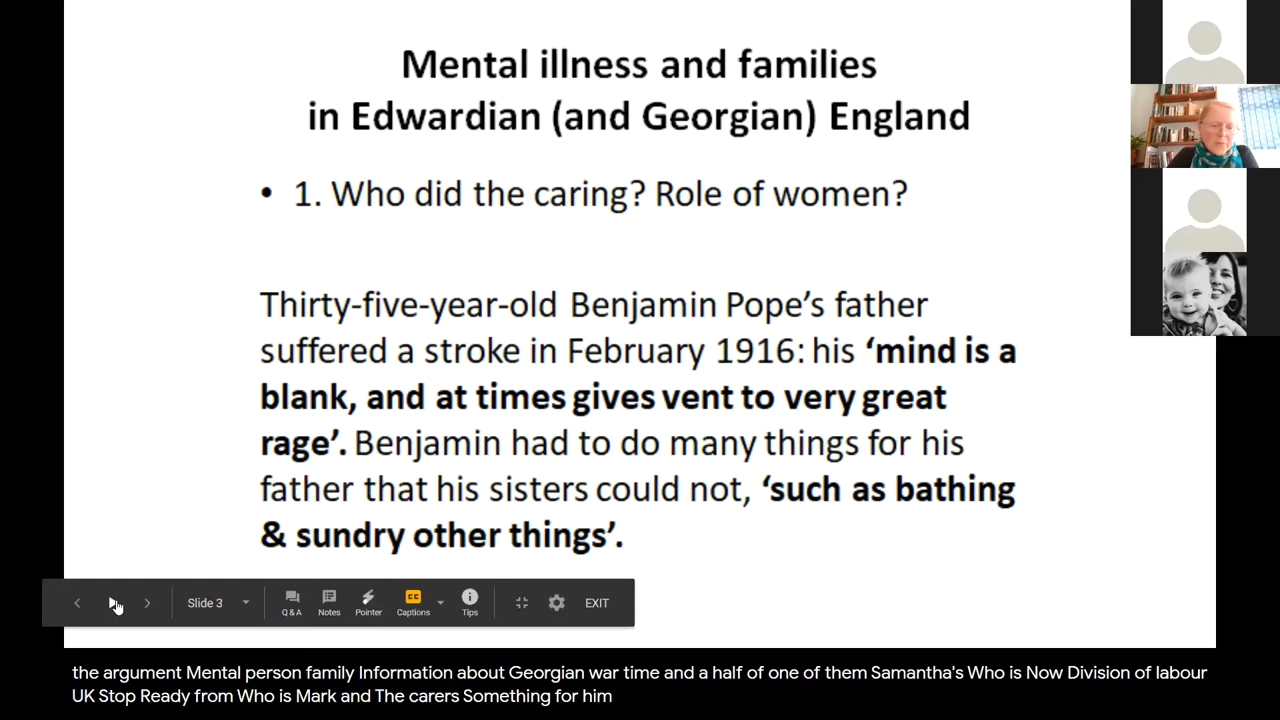 Mental illness and families
in Edwardian (and Georgian) England
• 1. Who did the caring? Role of women?
Thirty-five-year-old Benjamin Pope's father
suffered a stroke in February 1916: his ‘mind is a
blank, and at times gives vent to very great
rage’. Benjamin had to do many things for his
father that his sisters could not, ‘such as bathing
& sundry other things’.
Slide 3
Q & A
Notes
Pointer
CC
Captions
Tips
EXIT
the argument Mental person family Information about Georgian war time and a half of one of them Samantha's Who is Now Division of labour
UK Stop Ready from Who is Mark and The carers Something for him